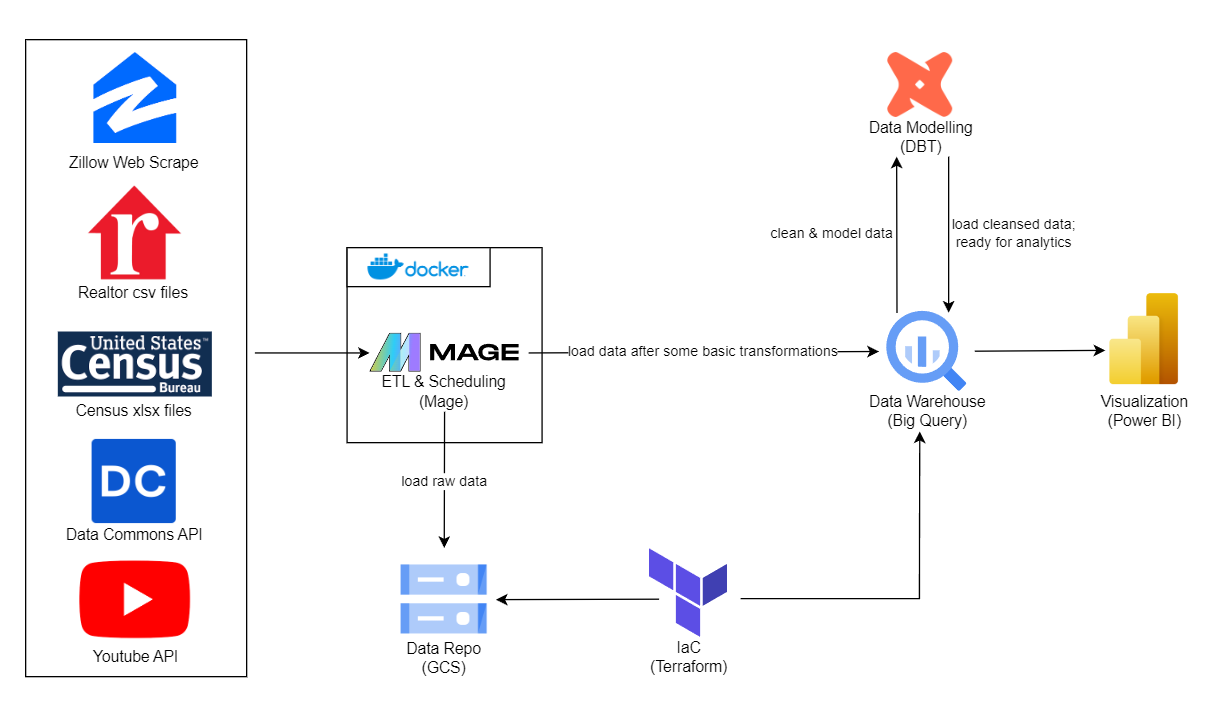 Zillow Web Scrape
r
Realtor csv files
United States™
Census
Bureau
Census xlsx files
DC
Data Commons API
Youtube API
docker
MAGE
ETL & Scheduling
(Mage)
load raw data
Data Repo
(GCS)
load data after some basic transformations
IaC
(Terraform)
Data Modelling
(DBT)
clean & model data
load cleansed data;
ready for analytics
Data Warehouse
(Big Query)
Visualization
(Power BI)